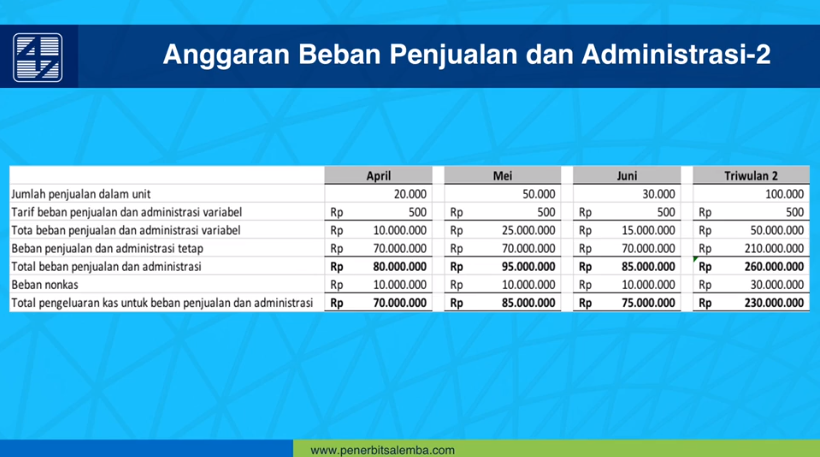 Anggaran Beban Penjualan dan Administrasi-2
April Mei Juni Triwulan 2
Jumlah penjualan dalam unit 20.000 50.000 30.000 100.000
Tarif beban penjualan dan administrasi variabel Rp 500 Rp 500 Rp 500 Rp 500
Tota beban penjualan dan administrasi variabel Rp 10.000.000 Rp 25.000.000 Rp 15.000.000 Rp 50.000.000
Beban penjualan dan administrasi tetap Rp 70.000.000 Rp 70.000.000 Rp 70.000.000 Rp 210.000.000
Total beban penjualan dan administrasi Rp 80.000.000 Rp 95.000.000 Rp 85.000.000 Rp 260.000.000
Beban nonkas Rp 10.000.000 Rp 10.000.000 Rp 10.000.000 Rp 30.000.000
Total pengeluaran kas untuk beban penjualan dan administrasi Rp 70.000.000 Rp 85.000.000 Rp 75.000.000 Rp 230.000.000
www.penerbitsalemba.com